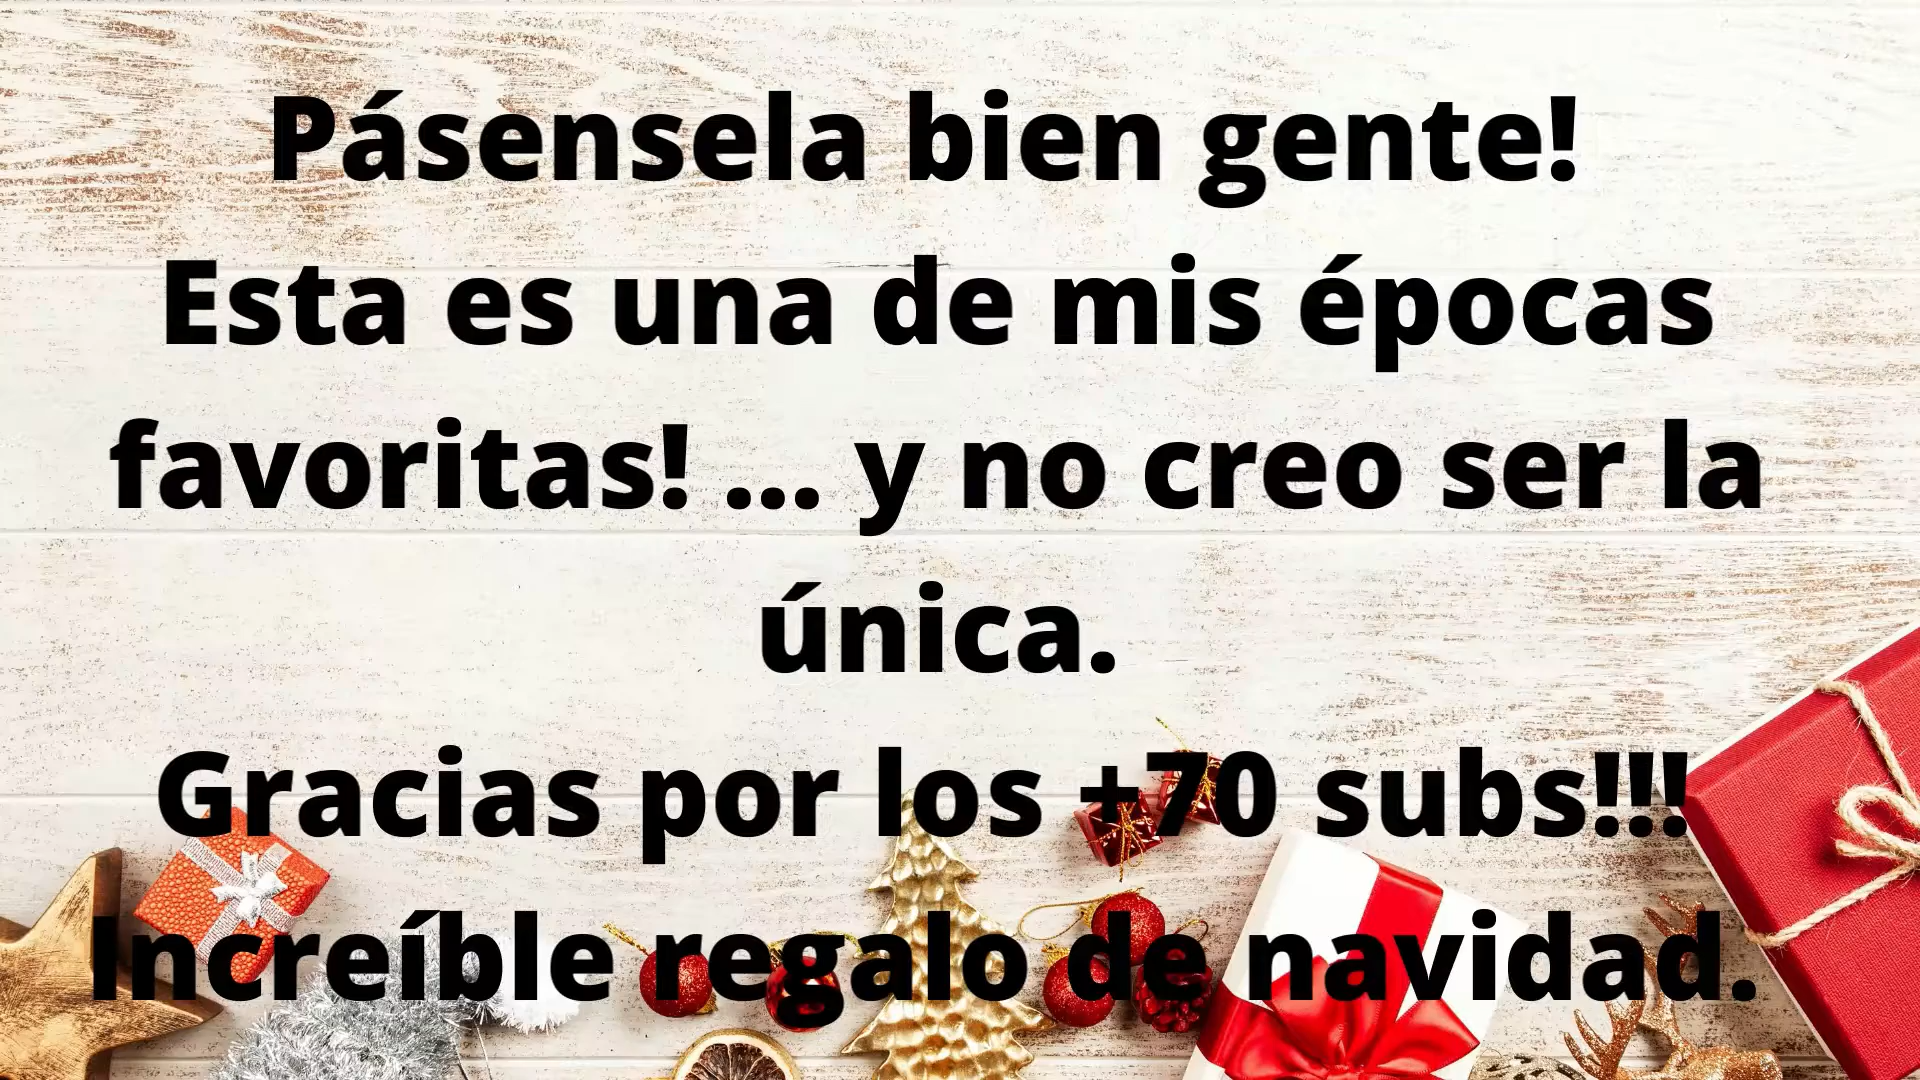 Pásensela bien gente!
Esta es una de mis épocas
favoritas! ... y no creo ser la
única.
Gracias por los +70 subs!!!
Increíble regalo de navidad.